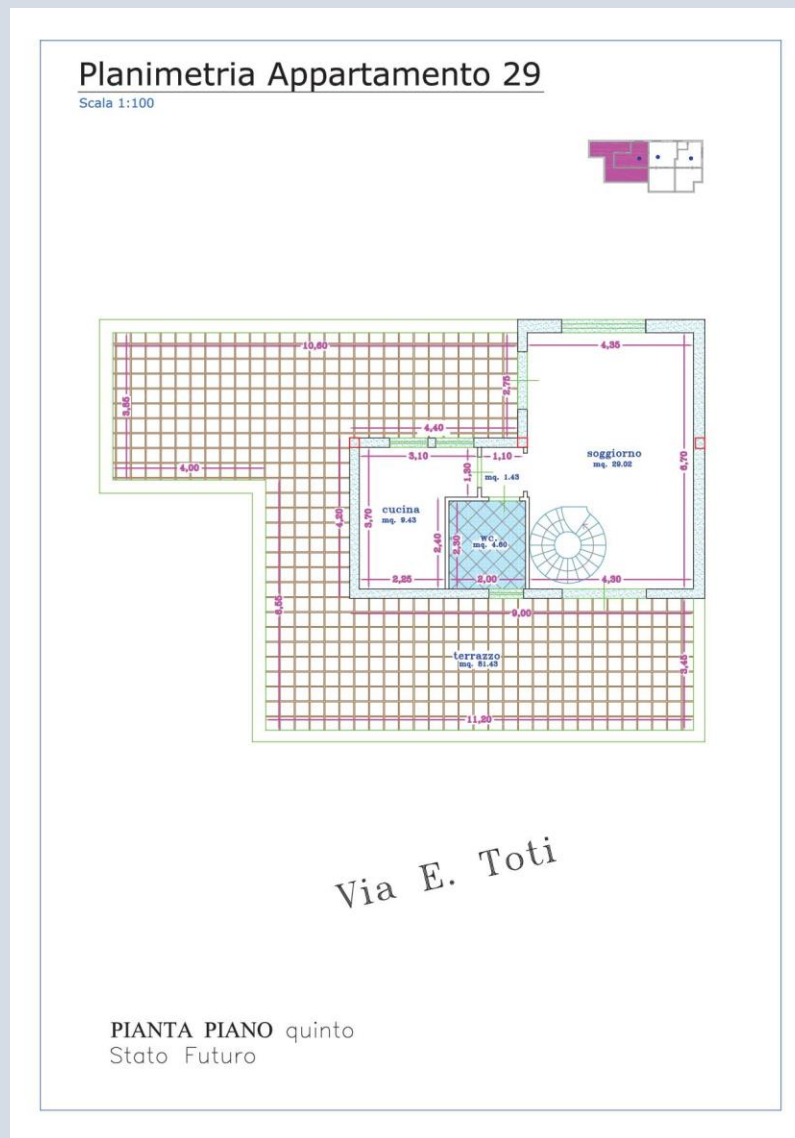 Planimetria Appartamento 29
Scala 1:100
10,80
4,35
3,85
2,75
4,40
3,10
1,10
soggiorno
mq. 29.02
4,00
1,30
mq. 1.43
6,70
cucina
mq. 9.43
4,20
3,70
wc.
mq. 4.60
2,40
2,30
2,25
2,00
4,30
6,55
9,00
terrazzo
mq. 81.43
3,45
11,20
Via E. Toti
PIANTA PIANO quinto
Stato Futuro